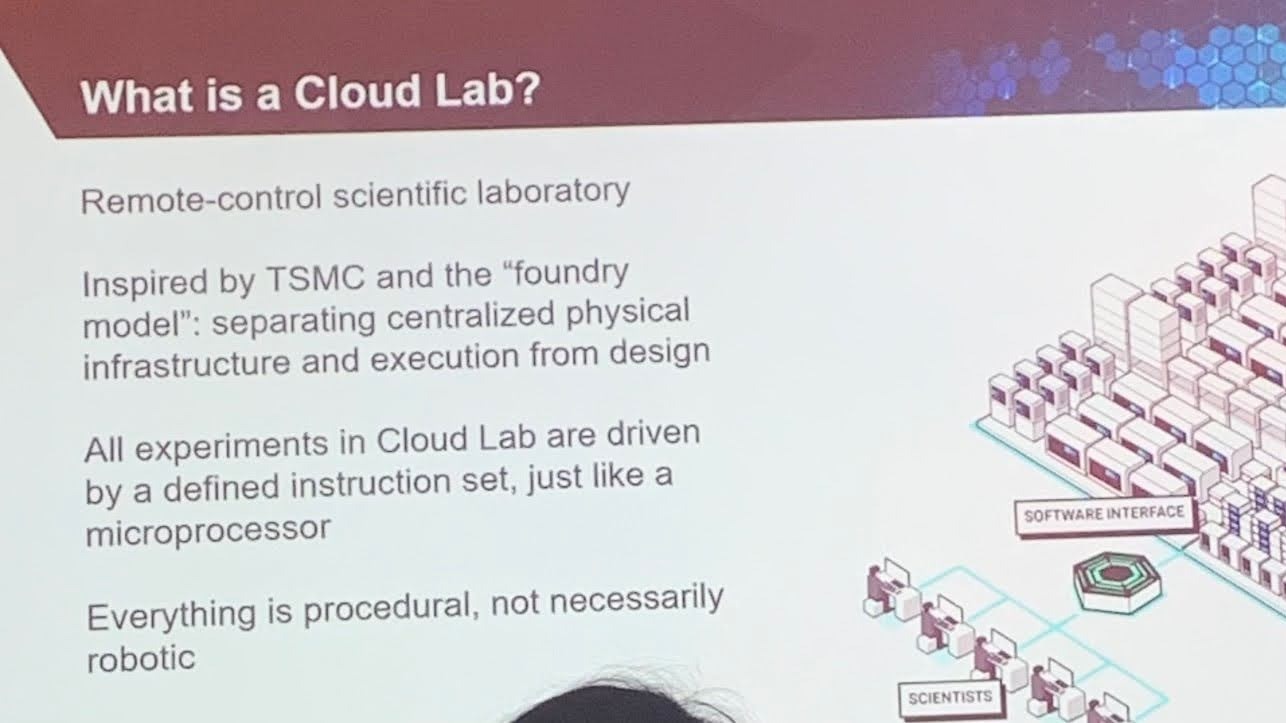 What is a Cloud Lab?
Remote-control scientific laboratory
Inspired by TSMC and the “foundry
model”: separating centralized physical
infrastructure and execution from design
All experiments in Cloud Lab are driven
by a defined instruction set, just like a
microprocessor
Everything is procedural, not necessarily
robotic
SOFTWARE INTERFACE
SCIENTISTS